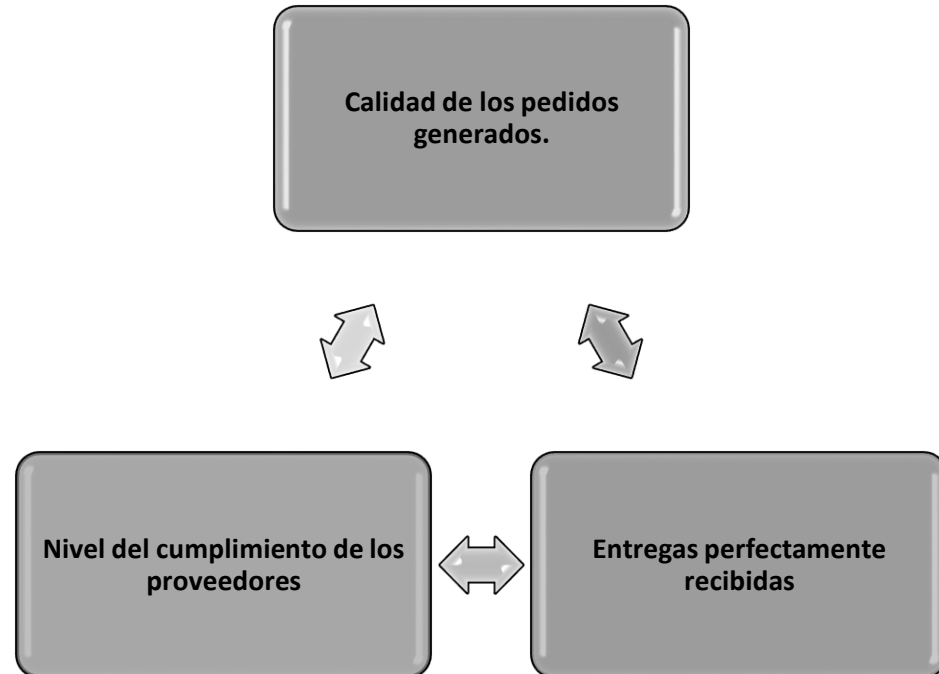 Calidad de los pedidos
generados.
Nivel del cumplimiento de los
proveedores
Entregas perfectamente
recibidas